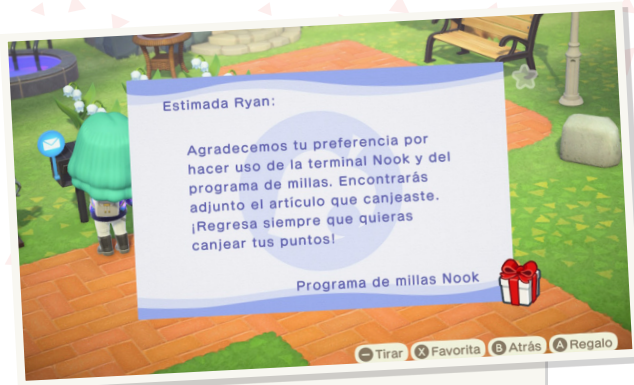 Estimada Ryan:
Agradecemos tu preferencia por
hacer uso de la terminal Nook y del
programa de millas. Encontrarás
adjunto el artículo que canjeaste.
¡Regresa siempre que quieras
canjear tus puntos!
Programa de millas Nook
− Tirar X Favorita B Atrás A Regalo